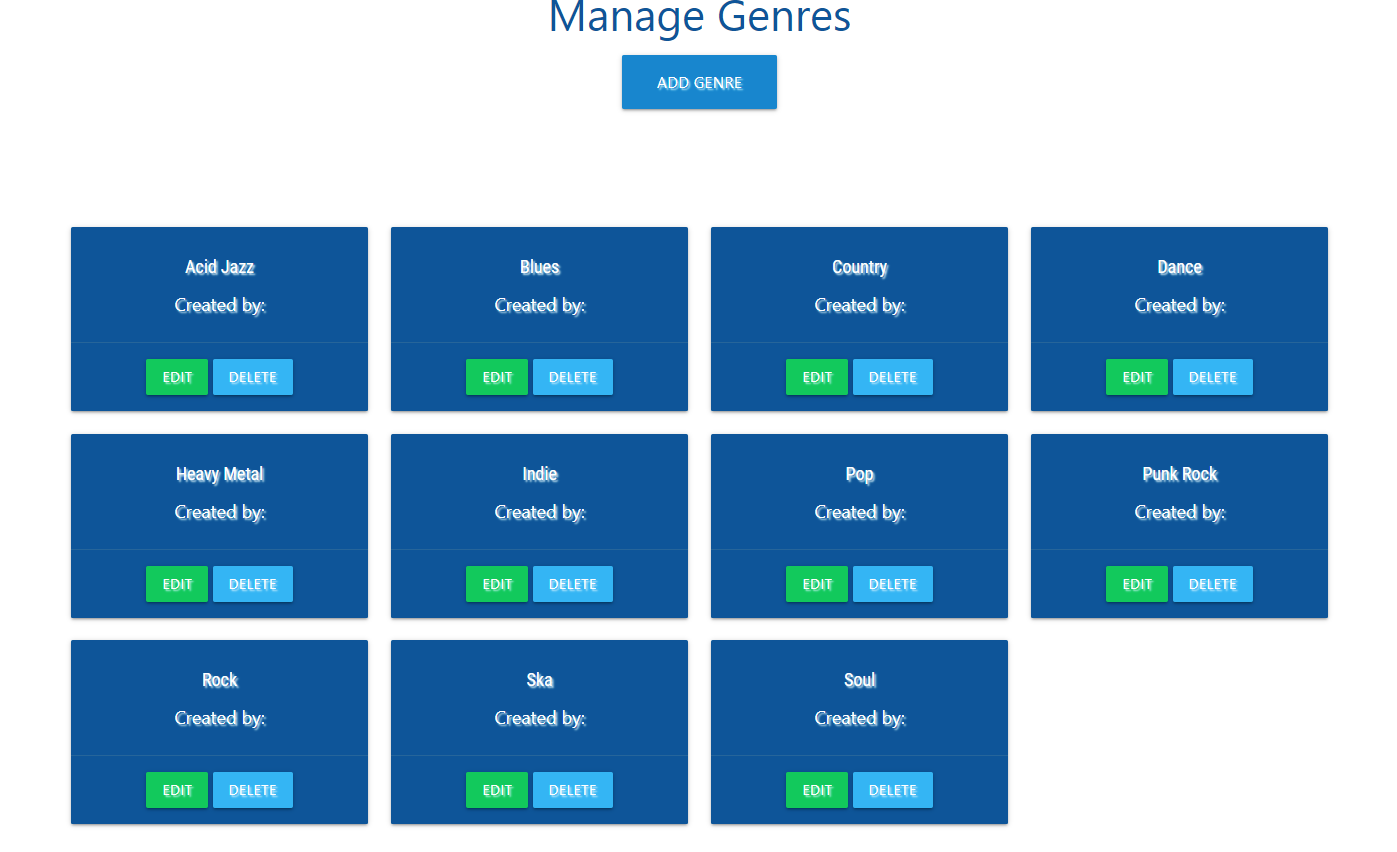 Manage Genres
ADD GENRE
Acid Jazz
Created by:
EDIT DELETE
Blues
Created by:
EDIT DELETE
Country
Created by:
EDIT DELETE
Dance
Created by:
EDIT DELETE
Heavy Metal
Created by:
EDIT DELETE
Indie
Created by:
EDIT DELETE
Pop
Created by:
EDIT DELETE
Punk Rock
Created by:
EDIT DELETE
Rock
Created by:
EDIT DELETE
Ska
Created by:
EDIT DELETE
Soul
Created by:
EDIT DELETE